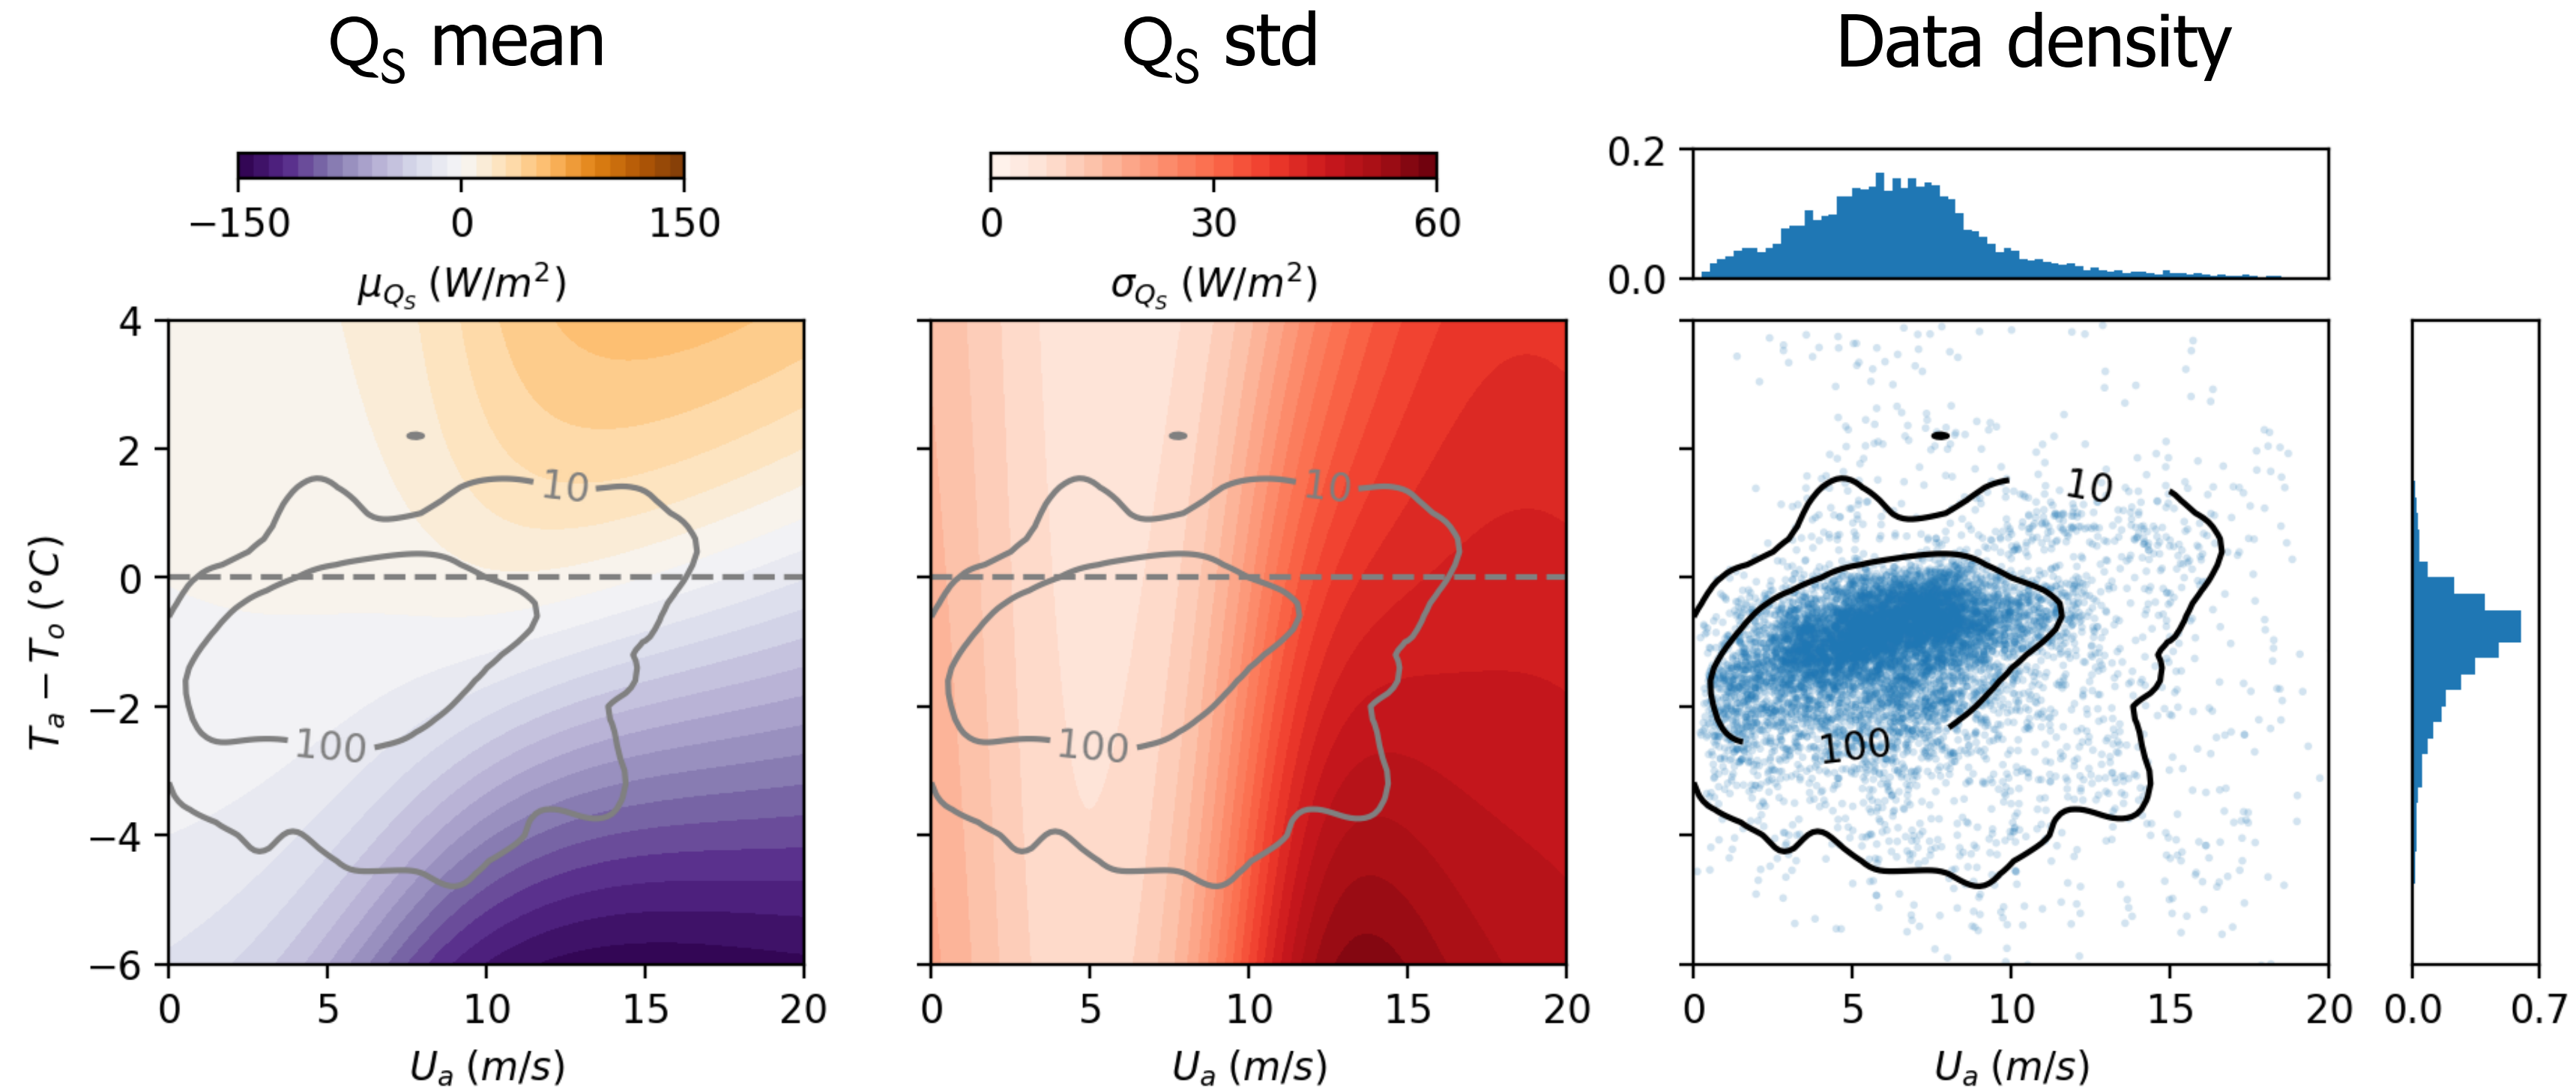 Q_S mean
Q_S std
Data density
−150 0 150
μ_{Q_S} (W/m²)
0 30 60
σ_{Q_S} (W/m²)
0.2
0.0
4
2
0
−2
−4
−6
T_a − T_o (°C)
10
100
0 5 10 15 20
U_a (m/s)
10
100
0 5 10 15 20
U_a (m/s)
10
100
0 5 10 15 20
U_a (m/s)
0.0 0.7